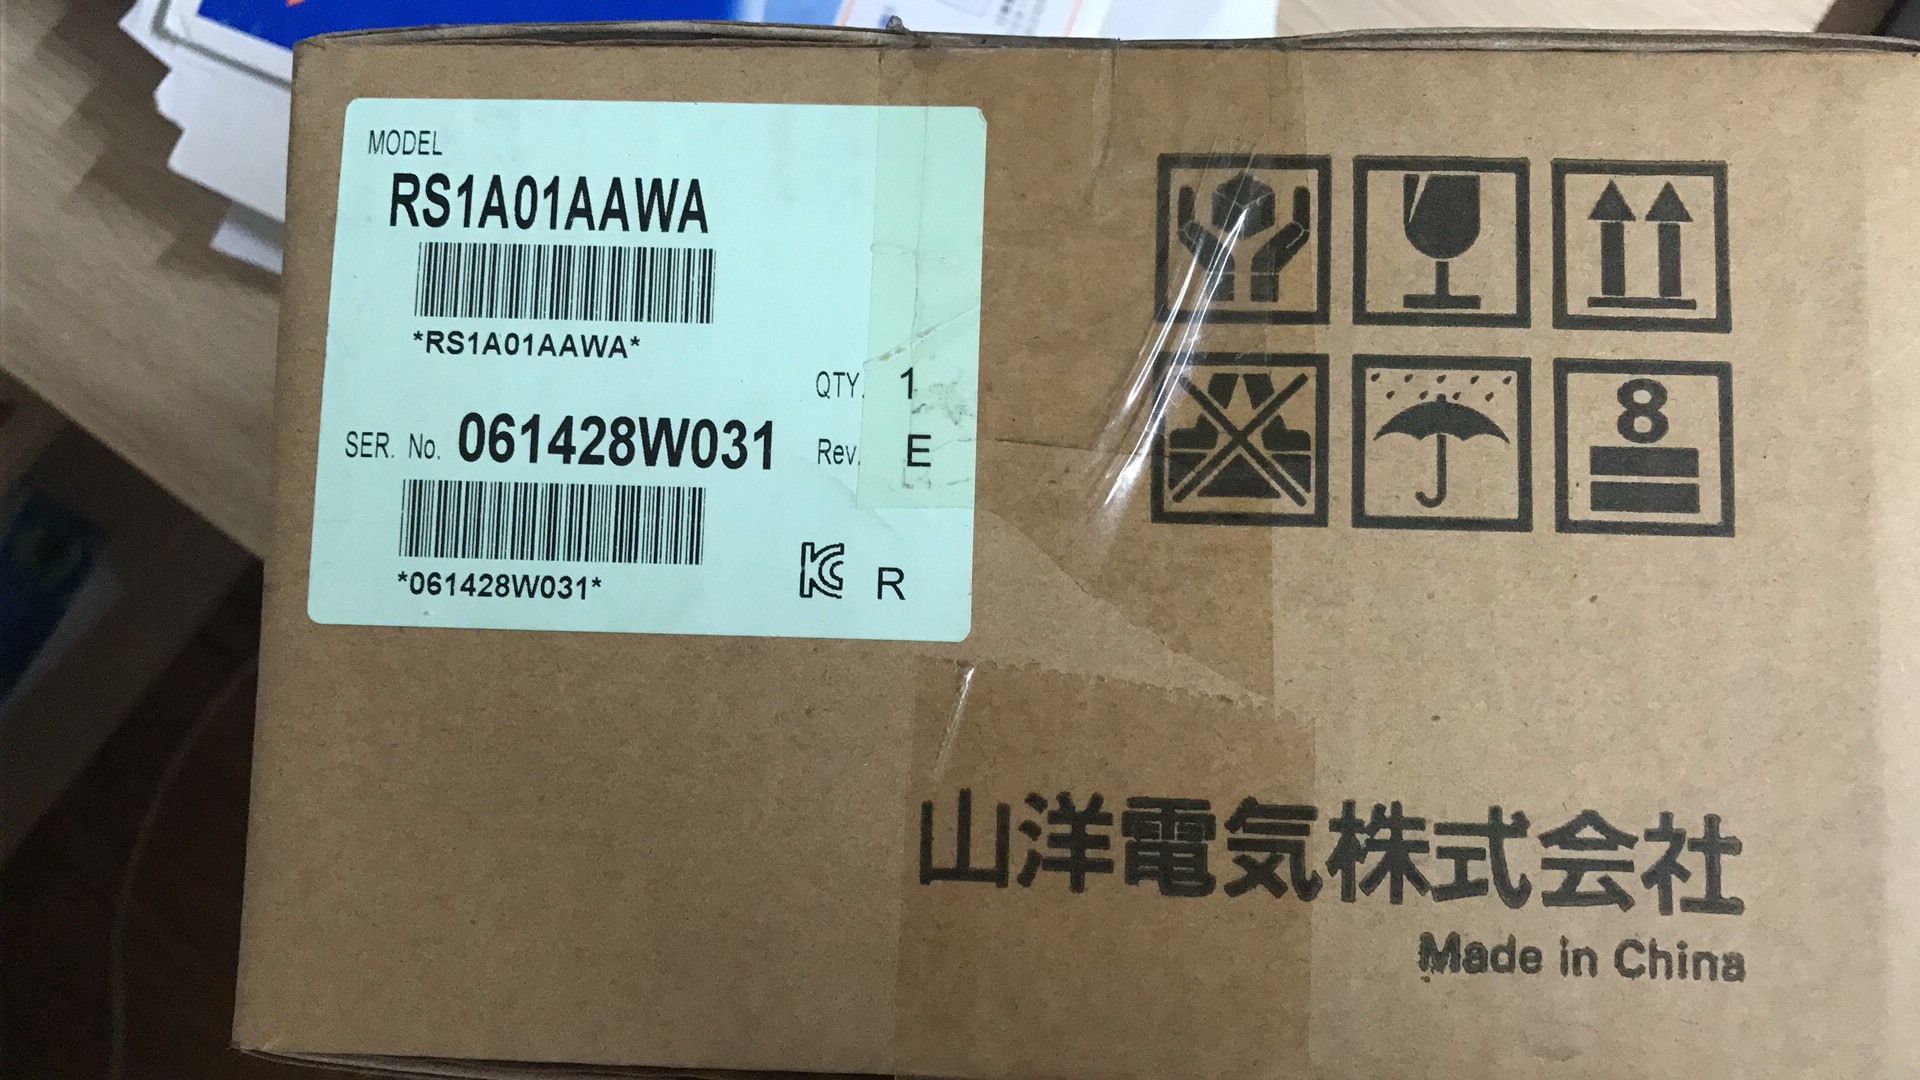 MODEL
RS1A01AAWA
*RS1A01AAWA*
QTY. 1
SER. No. 061428W031
Rev. E
*061428W031*
R
8
山洋電気株式会社
Made in China